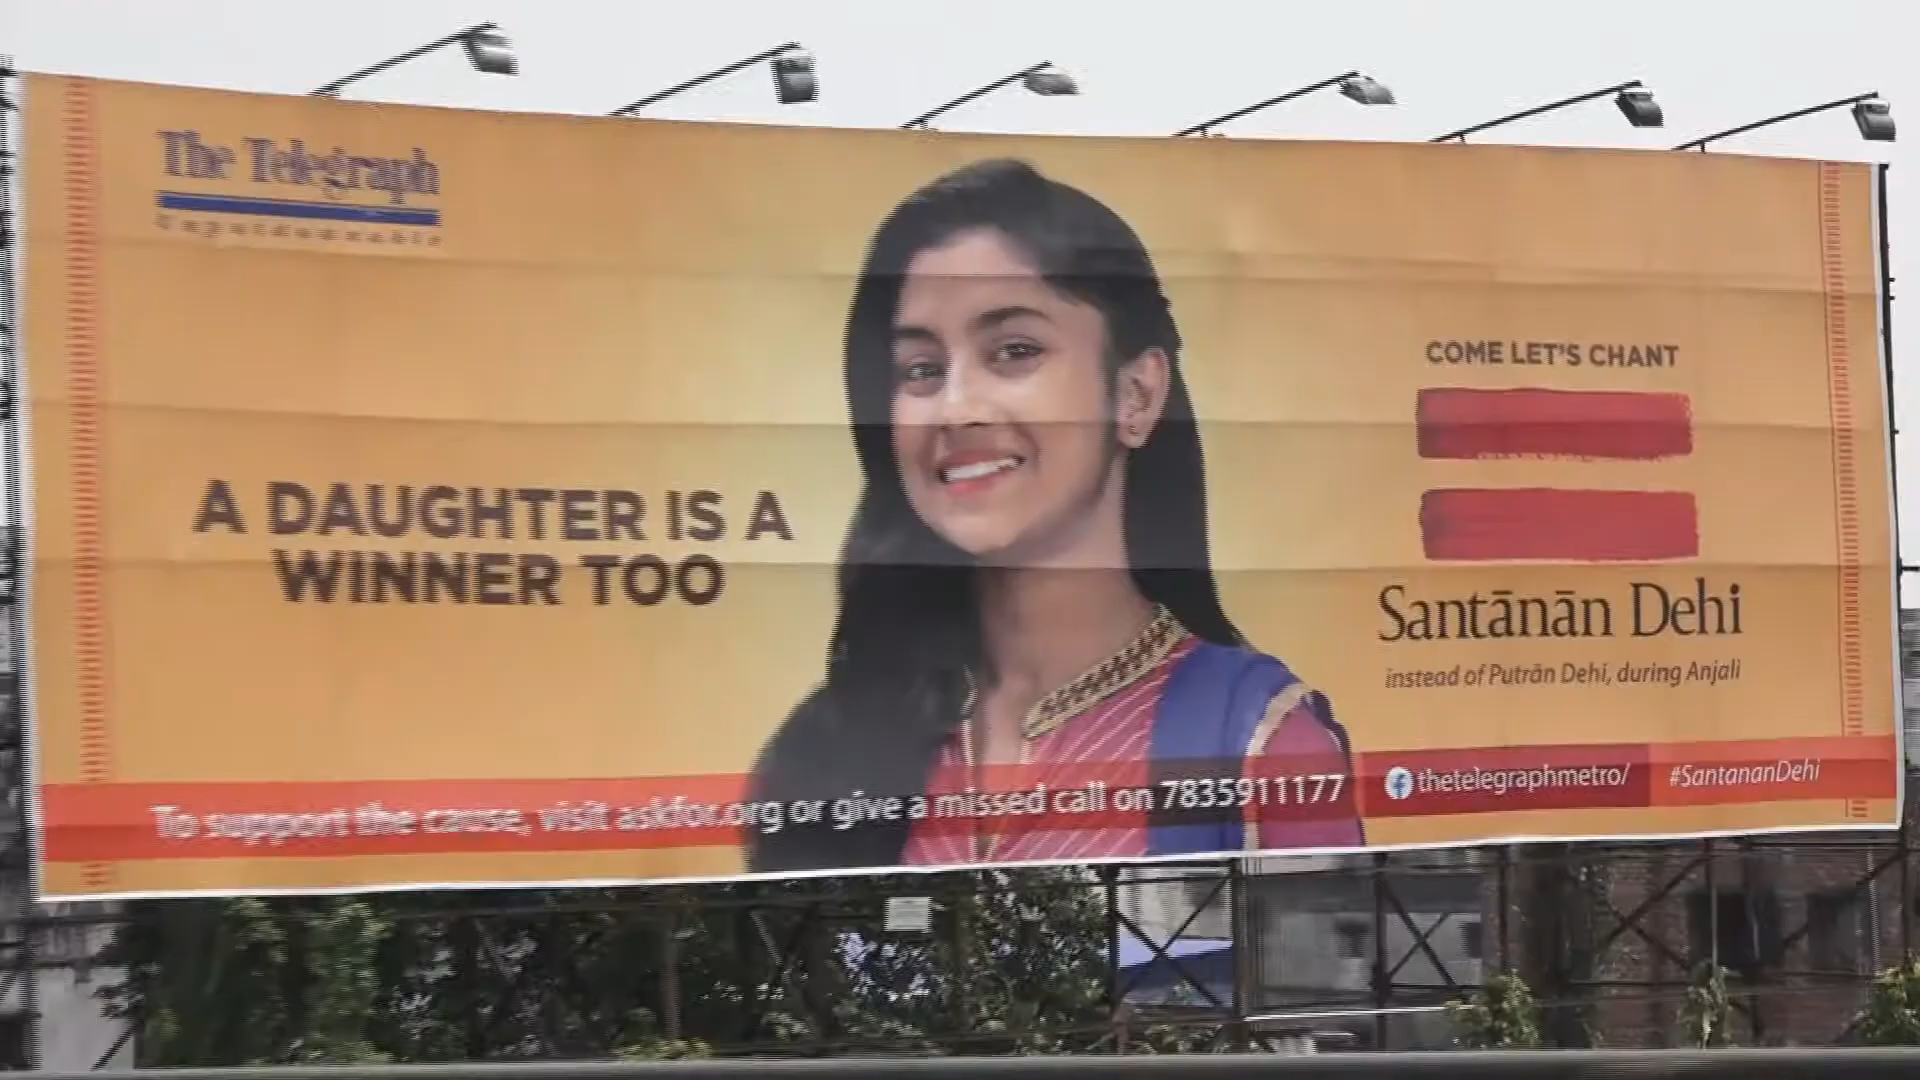 The Telegraph
Unputdownable
A DAUGHTER IS A
WINNER TOO
COME LET'S CHANT
Santānān Dehi
instead of Putrān Dehi, during Anjali
To support the cause, visit askfor.org or give a missed call on 7835911177
thetelegraphmetro/
#SantananDehi